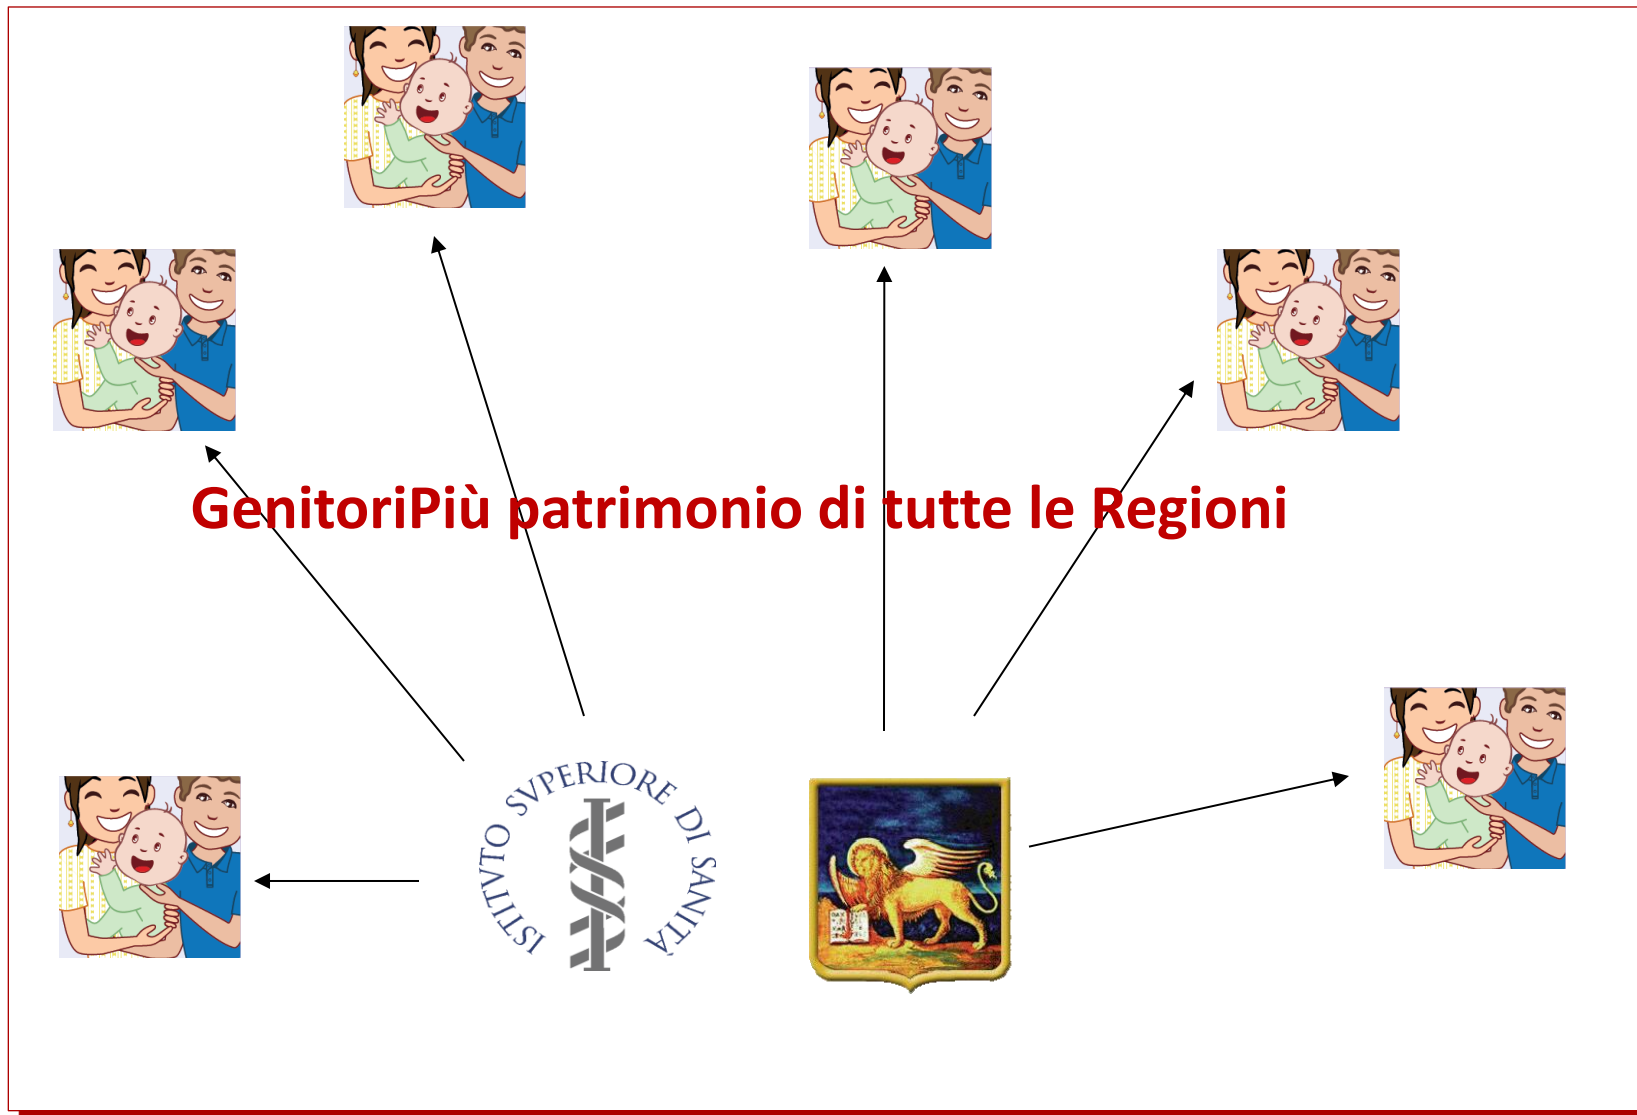 GenitoriPiù patrimonio di tutte le Regioni
ISTITVTO SVPERIORE DI SANITÀ